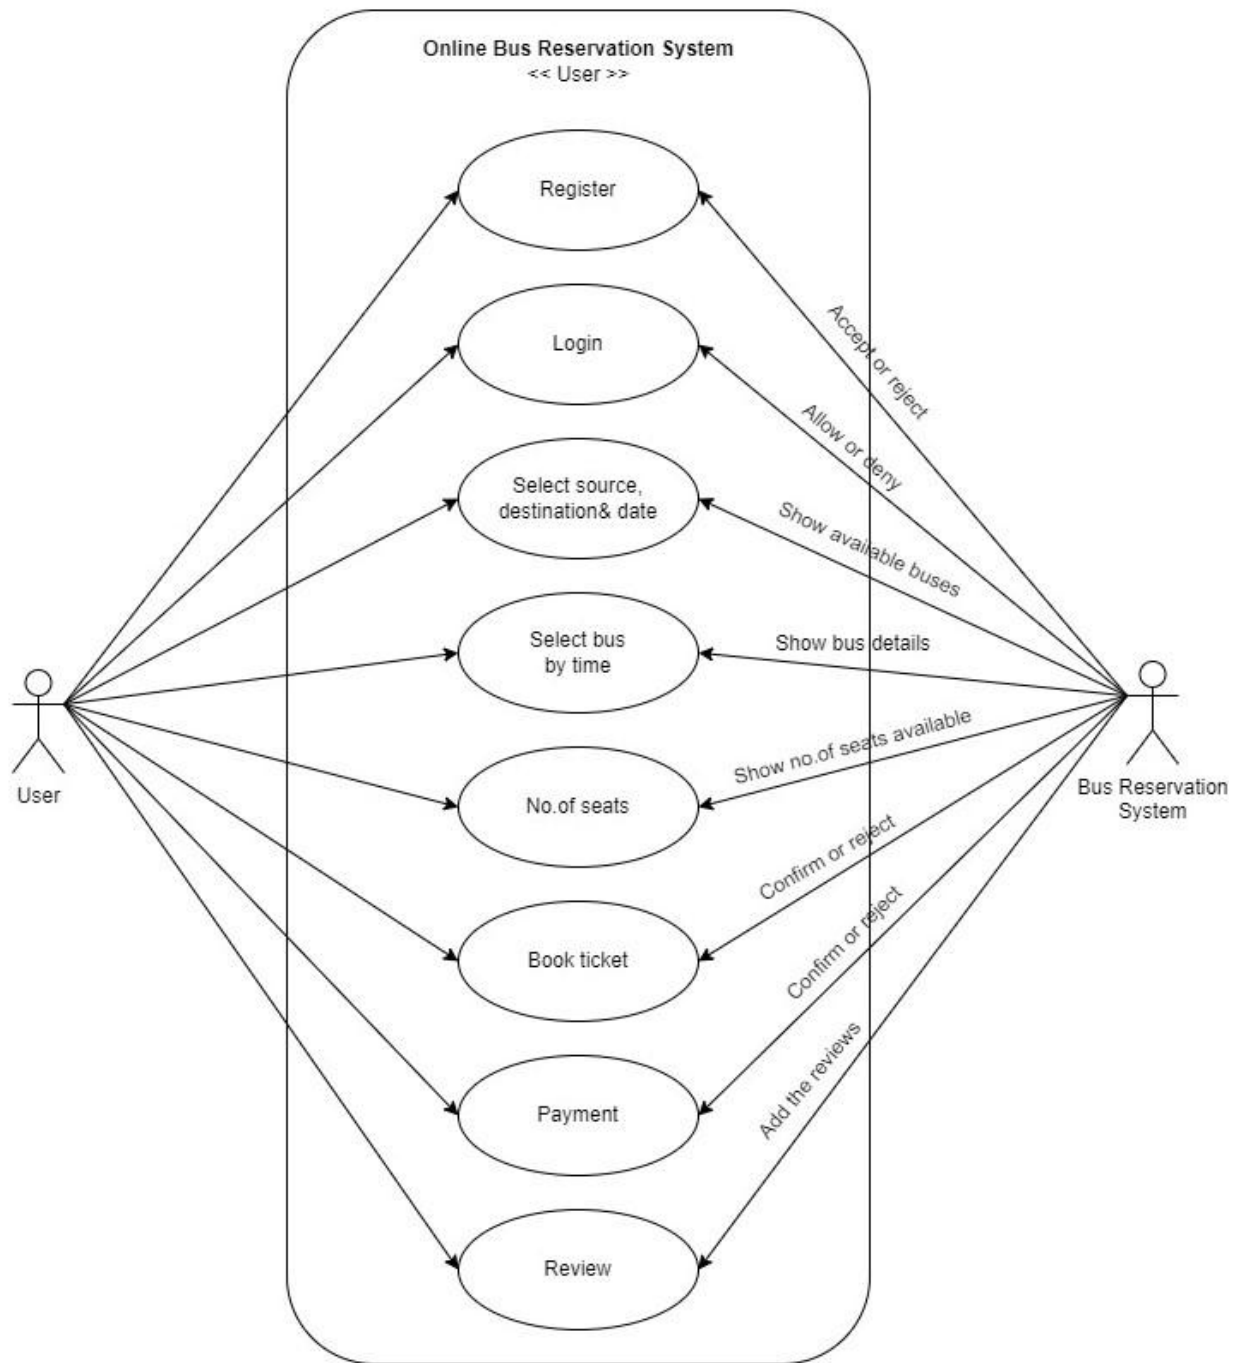 Online Bus Reservation System
<< User >>
Register
Accept or reject
Login
Allow or deny
Select source,
destination& date
Show available buses
Select bus
by time
Show bus details
User
Bus Reservation
System
No.of seats
Show no.of seats available
Book ticket
Confirm or reject
Payment
Confirm or reject
Review
Add the reviews